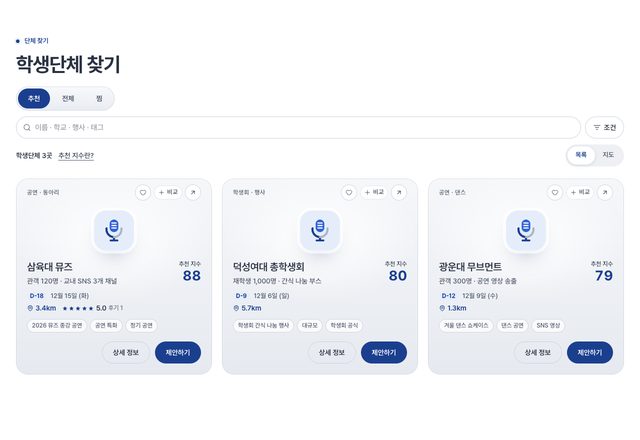 단체 찾기
학생단체 찾기
추천 전체 찜
이름 · 학교 · 행사 · 태그
조건
학생단체 3곳 추천 지수란?
목록 지도
공연 · 동아리
비교
삼육대 뮤즈
관객 120명 · 교내 SNS 3개 채널
추천 지수
88
D-18 12월 15일 (화)
3.4km ★★★★★ 5.0 후기 1
2026 뮤즈 종강 공연 공연 특화 정기 공연
상세 정보 제안하기
학생회 · 행사
비교
덕성여대 총학생회
재학생 1,000명 · 간식 나눔 부스
추천 지수
80
D-9 12월 6일 (일)
5.7km
학생회 간식 나눔 행사 대규모 학생회 공식
상세 정보 제안하기
공연 · 댄스
비교
광운대 무브먼트
관객 300명 · 공연 영상 송출
추천 지수
79
D-12 12월 9일 (수)
1.3km
겨울 댄스 쇼케이스 댄스 공연 SNS 영상
상세 정보 제안하기